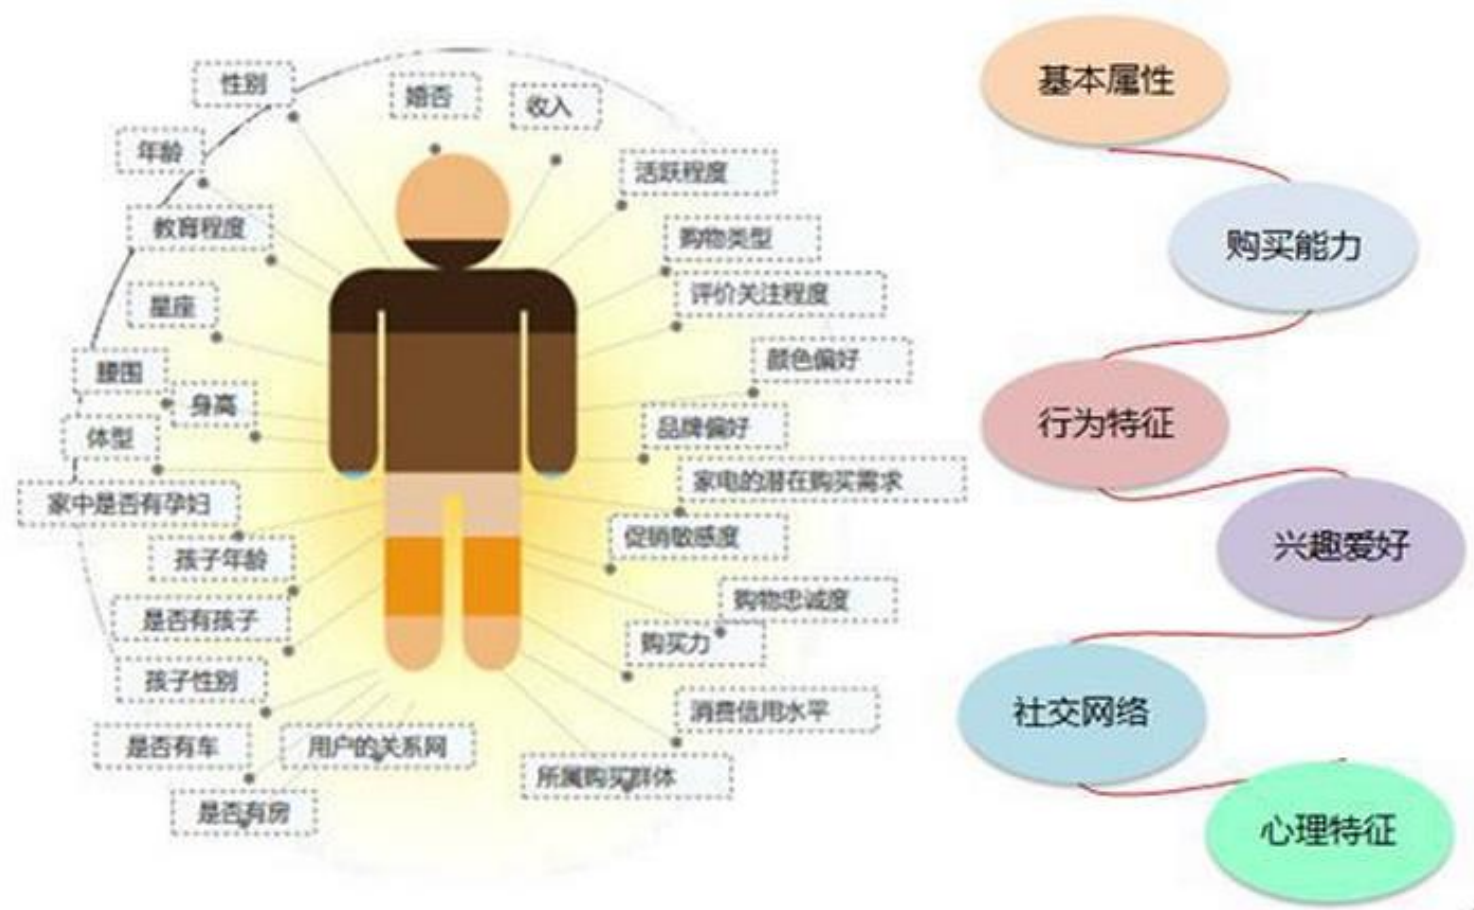 性别
婚否
收入
年龄
活跃程度
教育程度
购物类型
星座
评价关注程度
腰围
颜色偏好
身高
体型
品牌偏好
家电的潜在购买需求
家中是否有孕妇
促销敏感度
孩子年龄
是否有孩子
购物忠诚度
购买力
孩子性别
消费信用水平
是否有车
用户的关系网
所属购买群体
是否有房
基本属性
购买能力
行为特征
兴趣爱好
社交网络
心理特征